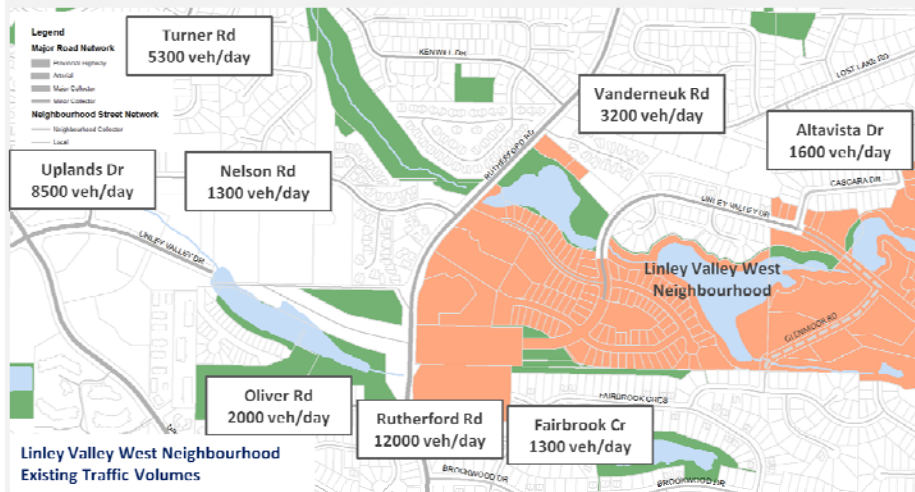 Legend
Major Road Network
Provincial Highway
Arterial
Major Collector
Minor Collector
Neighbourhood Street Network
Neighbourhood Collector
Local
Turner Rd
5300 veh/day
KENWILL DR
LOST LAKE RD
Vanderneuk Rd
3200 veh/day
Altavista Dr
1600 veh/day
Uplands Dr
8500 veh/day
Nelson Rd
1300 veh/day
RUTHERFORD RD
CASCARA DR
LINLEY VALLEY DR
LINLEY VALLEY DR
Linley Valley West
Neighbourhood
GLENMOOR RD
Oliver Rd
2000 veh/day
Rutherford Rd
12000 veh/day
FAIRBROOK CRES
Fairbrook Cr
1300 veh/day
Linley Valley West Neighbourhood
Existing Traffic Volumes
BROOKWOOD DR
BROOKWOOD DR